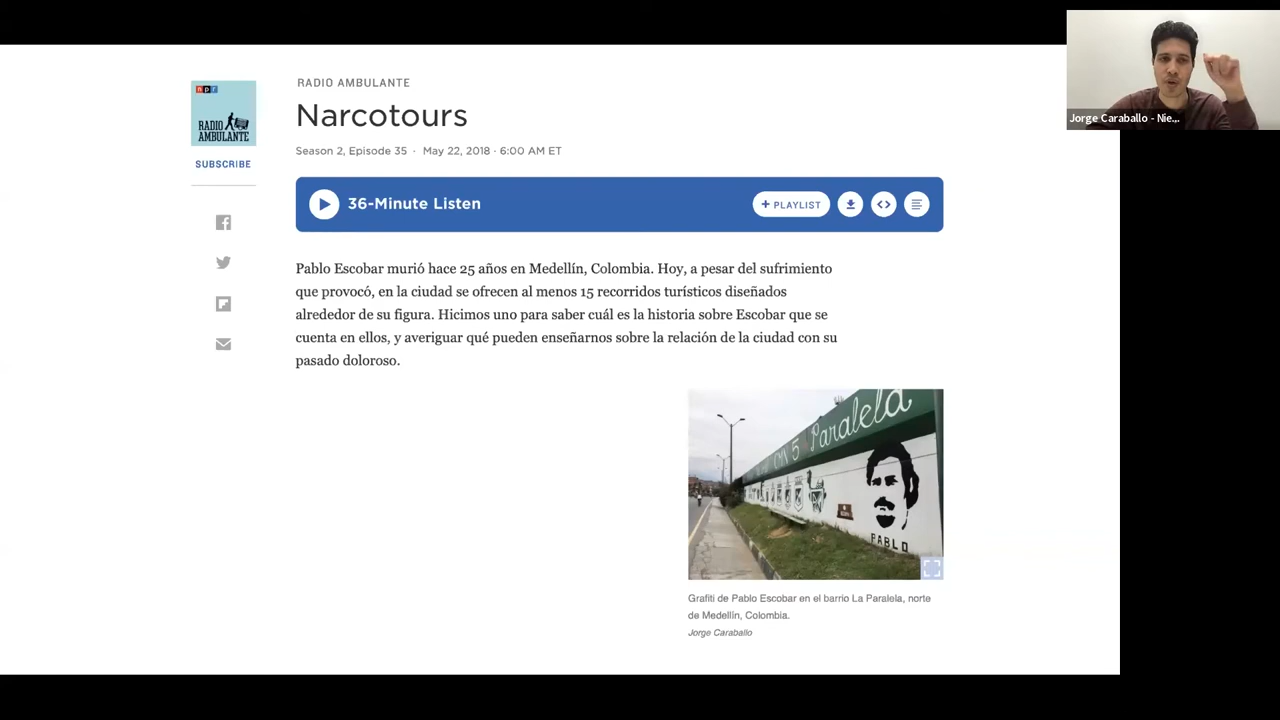 RADIO AMBULANTE
Narcotours
Season 2, Episode 35 · May 22, 2018 · 6:00 AM ET
npr
RADIO
AMBULANTE
SUBSCRIBE
36-Minute Listen
+ PLAYLIST
Pablo Escobar murió hace 25 años en Medellín, Colombia. Hoy, a pesar del sufrimiento
que provocó, en la ciudad se ofrecen al menos 15 recorridos turísticos diseñados
alrededor de su figura. Hicimos uno para saber cuál es la historia sobre Escobar que se
cuenta en ellos, y averiguar qué pueden enseñarnos sobre la relación de la ciudad con su
pasado doloroso.
5 Paralela
PABLO
Grafiti de Pablo Escobar en el barrio La Paralela, norte
de Medellín, Colombia.
Jorge Caraballo
Jorge Caraballo - Nie...